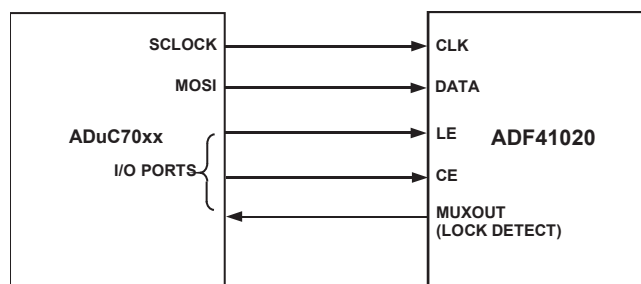 SCLOCK
CLK
MOSI
DATA
ADuC70xx
LE
ADF41020
I/O PORTS
CE
MUXOUT
(LOCK DETECT)